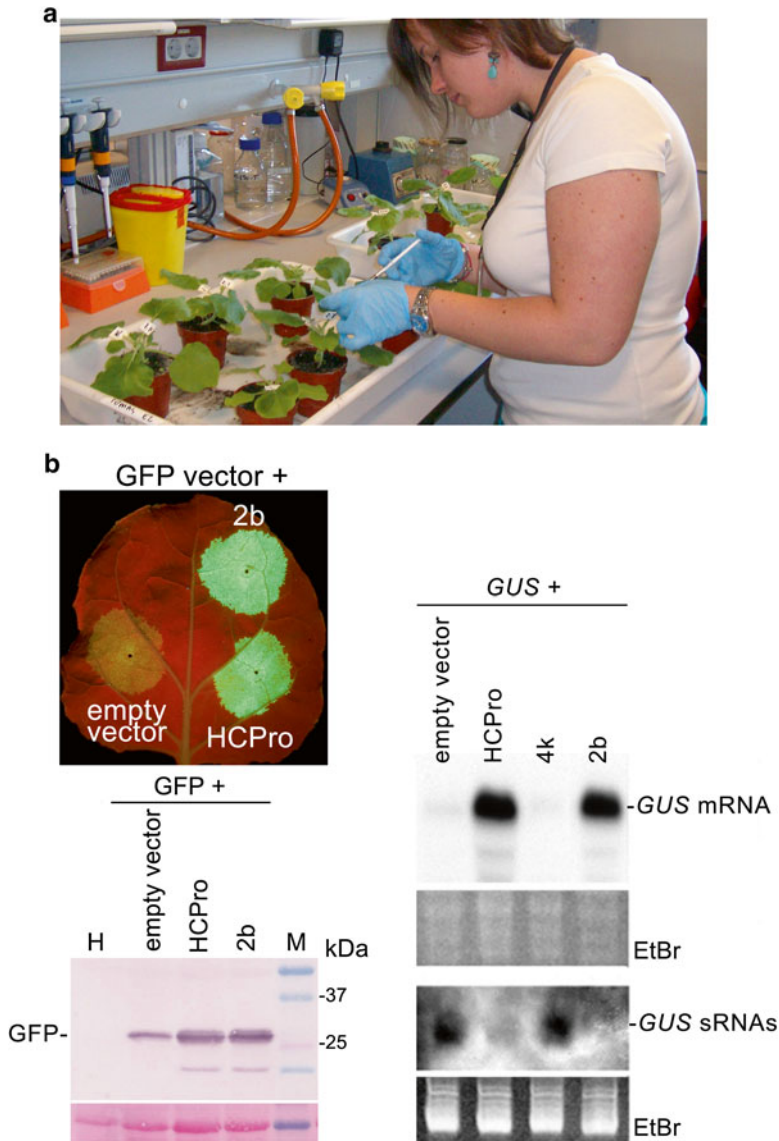 a
b
GFP vector +
2b
empty
vector
HCPro
GFP +
H
empty vector
HCPro
2b
M
kDa
-37
GFP-
-25
GUS +
empty vector
HCPro
4k
2b
-GUS mRNA
EtBr
-GUS sRNAs
EtBr